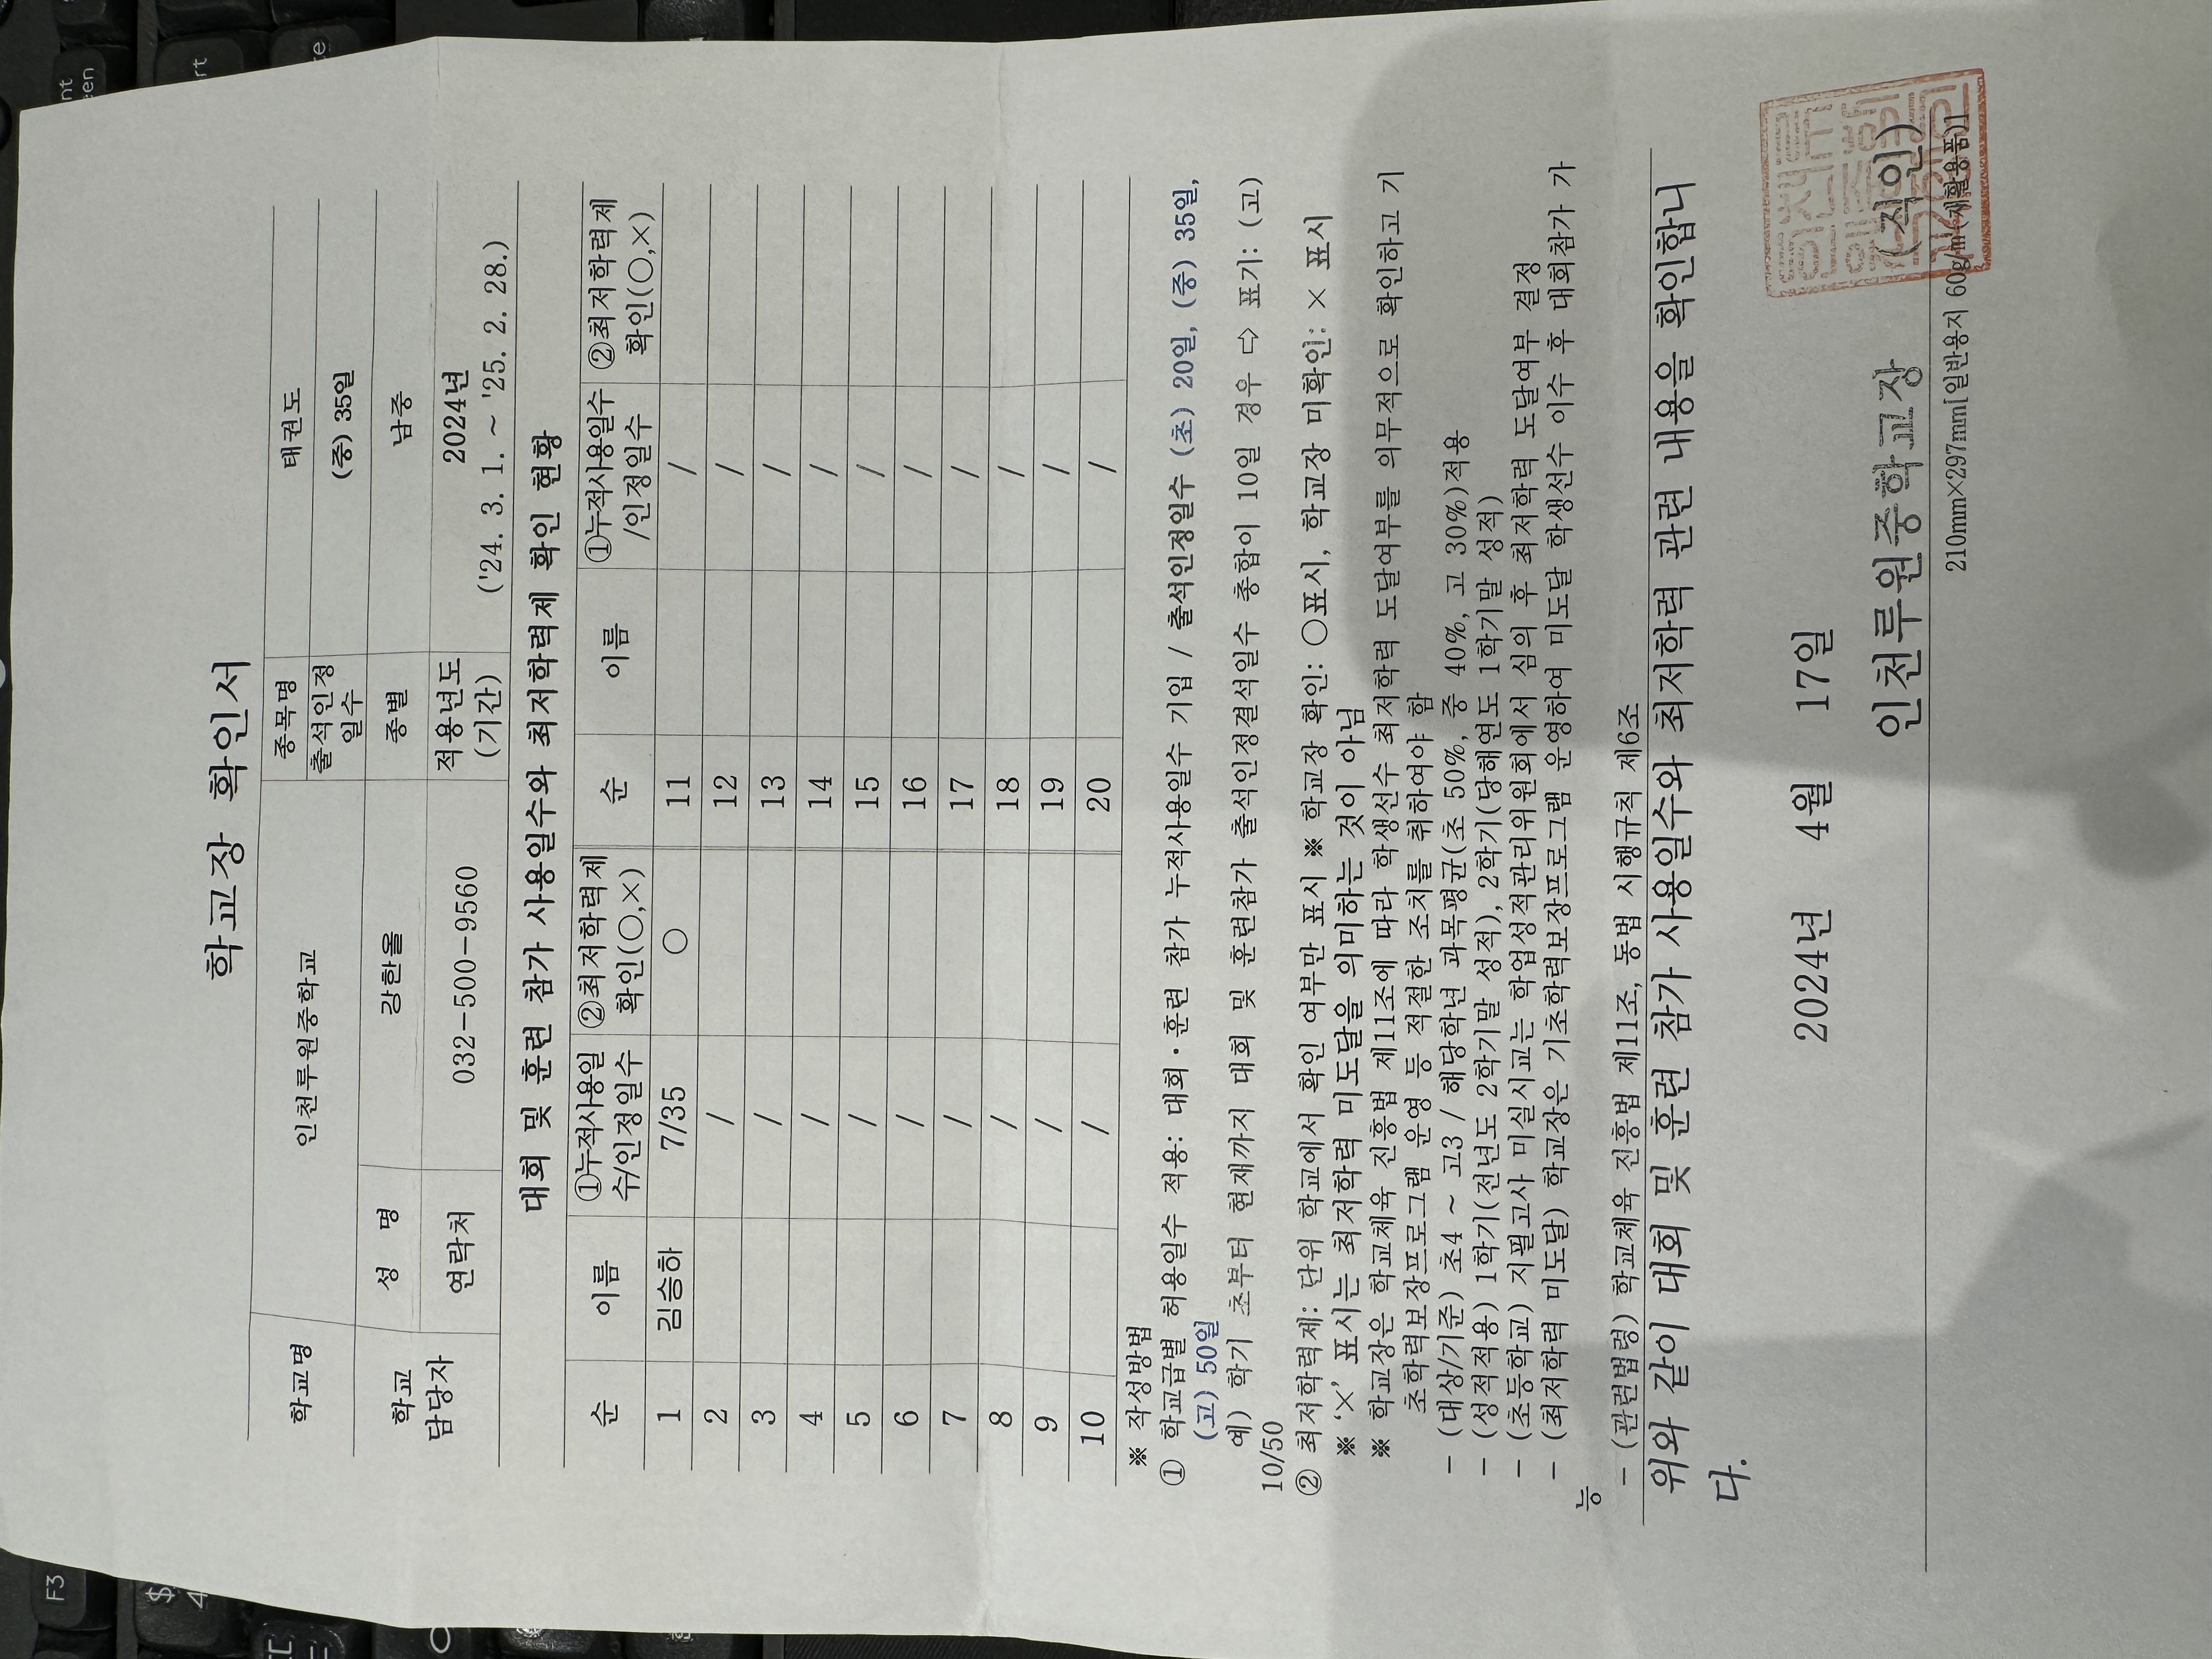 학교장 확인서
학교명 인천루원중학교 종목명 태권도
출석인정일수 (중) 35일
학교 담당자 성 명 강한올 종별 남중
연락처 032-500-9560 적용년도 (기간) 2024년 ('24. 3. 1. ~ '25. 2. 28.)
대회 및 훈련 참가 사용일수와 최저학력제 확인 현황
순 이름 ①누적사용일수/인정일수 ②최저학력제 확인(○,×) 순 이름 ①누적사용일수/인정일수 ②최저학력제 확인(○,×)
1 김승하 7/35 ○ 11 /
2 / 12 /
3 / 13 /
4 / 14 /
5 / 15 /
6 / 16 /
7 / 17 /
8 / 18 /
9 / 19 /
10 / 20 /
※ 작성방법
① 학교급별 허용일수 적용: 대회·훈련 참가 누적사용일수 기입 / 출석인정일수 (초) 20일, (중) 35일,
(고) 50일
예) 학기 초부터 현재까지 대회 및 훈련참가 출석인정결석일수 총합이 10일 경우 ⇨ 표기: (고)
10/50
② 최저학력제: 단위 학교에서 확인 여부만 표시 ※ 학교장 확인: ○표시, 학교장 미확인: × 표시
※ '×' 표시는 최저학력 미도달을 의미하는 것이 아님
※ 학교장은 학교체육 진흥법 제11조에 따라 학생선수 최저학력 도달여부를 의무적으로 확인하고 기
초학력보장프로그램 운영 등 적절한 조치를 취하여야 함
- (대상/기준) 초4 ~ 고3 / 해당학년 과목평균(초 50%, 중 40%, 고 30%)적용
- (성적적용) 1학기(전년도 2학기말 성적), 2학기(당해연도 1학기말 성적)
- (초등학교) 지필고사 미실시교는 학업성적관리위원회에서 심의 후 최저학력 도달여부 결정
- (최저학력 미도달) 학교장은 기초학력보장프로그램 운영하여 미도달 학생선수 이수 후 대회참가 가
능
- (관련법령) 학교체육 진흥법 제11조, 동법 시행규칙 제6조
위와 같이 대회 및 훈련 참가 사용일수와 최저학력 관련 내용을 확인합니
다.
2024년 4월 17일
인천루원중학교장 (직인)
210mm×297mm[일반용지 60g/㎡(재활용품)]
F3
$
4